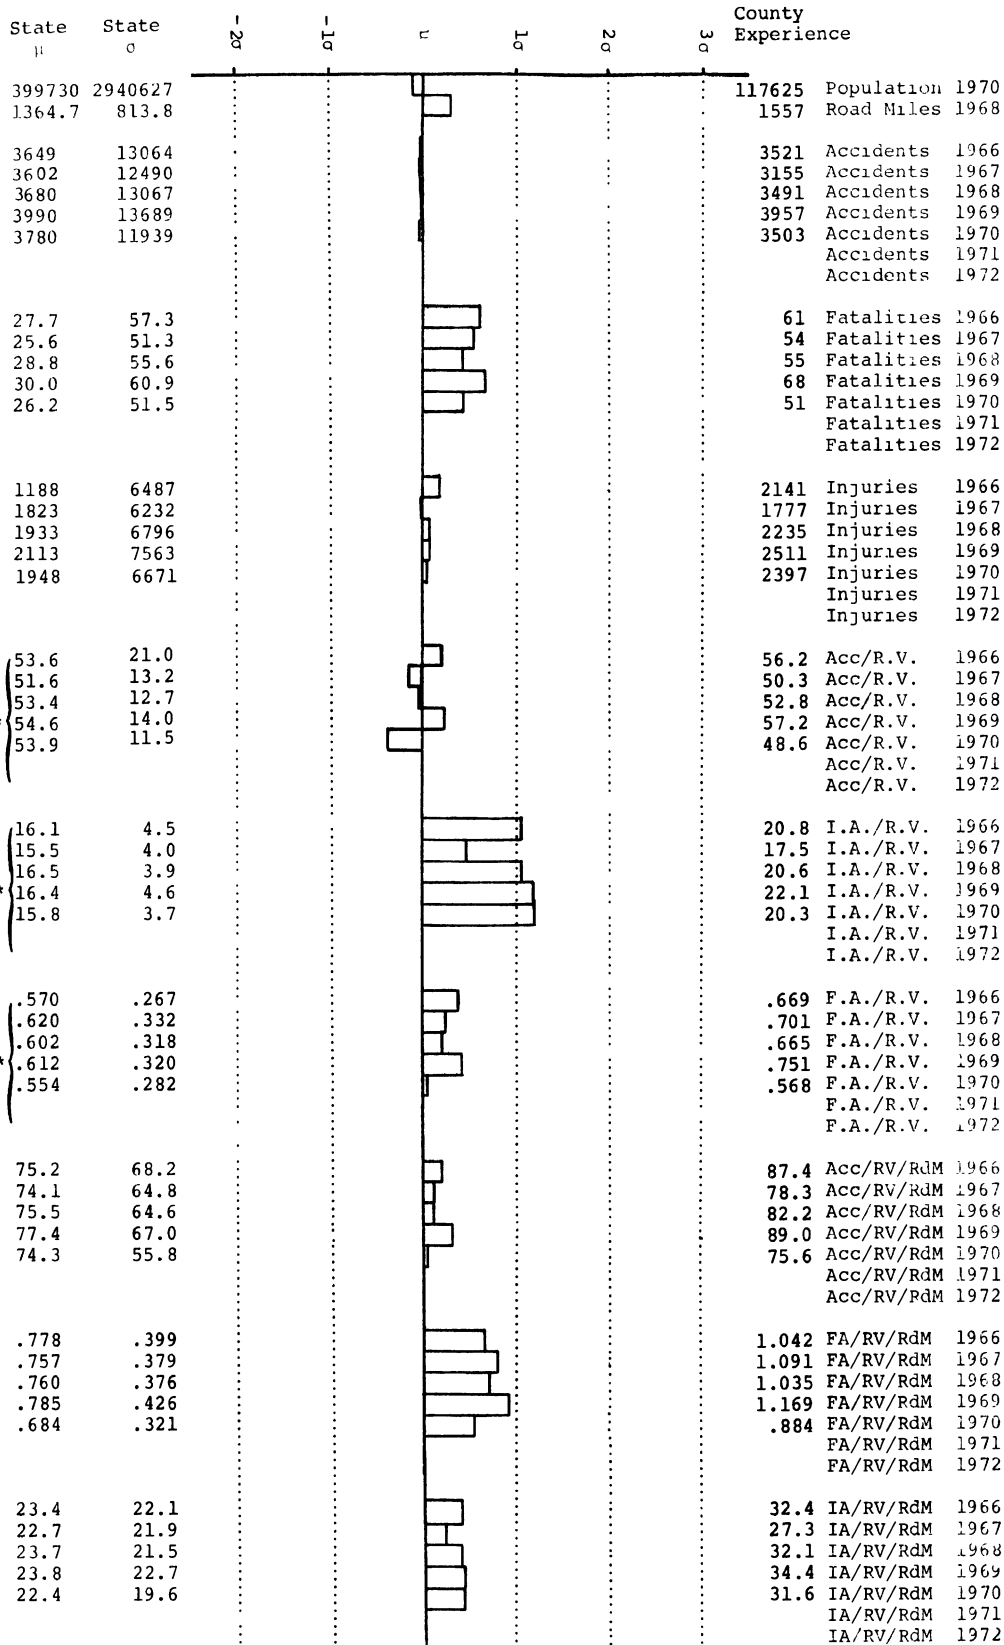 State State -2σ -1σ μ 1σ 2σ 3σ County
μ σ Experience
399730 2940627 117625 Population 1970
1364.7 813.8 1557 Road Miles 1968
3649 13064 3521 Accidents 1966
3602 12490 3155 Accidents 1967
3680 13067 3491 Accidents 1968
3990 13689 3957 Accidents 1969
3780 11939 3503 Accidents 1970
Accidents 1971
Accidents 1972
27.7 57.3 61 Fatalities 1966
25.6 51.3 54 Fatalities 1967
28.8 55.6 55 Fatalities 1968
30.0 60.9 68 Fatalities 1969
26.2 51.5 51 Fatalities 1970
Fatalities 1971
Fatalities 1972
1188 6487 2141 Injuries 1966
1823 6232 1777 Injuries 1967
1933 6796 2235 Injuries 1968
2113 7563 2511 Injuries 1969
1948 6671 2397 Injuries 1970
Injuries 1971
Injuries 1972
53.6 21.0 56.2 Acc/R.V. 1966
51.6 13.2 50.3 Acc/R.V. 1967
53.4 12.7 52.8 Acc/R.V. 1968
* 54.6 14.0 57.2 Acc/R.V. 1969
53.9 11.5 48.6 Acc/R.V. 1970
Acc/R.V. 1971
Acc/R.V. 1972
16.1 4.5 20.8 I.A./R.V. 1966
15.5 4.0 17.5 I.A./R.V. 1967
16.5 3.9 20.6 I.A./R.V. 1968
* 16.4 4.6 22.1 I.A./R.V. 1969
15.8 3.7 20.3 I.A./R.V. 1970
I.A./R.V. 1971
I.A./R.V. 1972
.570 .267 .669 F.A./R.V. 1966
.620 .332 .701 F.A./R.V. 1967
.602 .318 .665 F.A./R.V. 1968
* .612 .320 .751 F.A./R.V. 1969
.554 .282 .568 F.A./R.V. 1970
F.A./R.V. 1971
F.A./R.V. 1972
75.2 68.2 87.4 Acc/RV/RdM 1966
74.1 64.8 78.3 Acc/RV/RdM 1967
75.5 64.6 82.2 Acc/RV/RdM 1968
77.4 67.0 89.0 Acc/RV/RdM 1969
74.3 55.8 75.6 Acc/RV/RdM 1970
Acc/RV/RdM 1971
Acc/RV/RdM 1972
.778 .399 1.042 FA/RV/RdM 1966
.757 .379 1.091 FA/RV/RdM 1967
.760 .376 1.035 FA/RV/RdM 1968
.785 .426 1.169 FA/RV/RdM 1969
.684 .321 .884 FA/RV/RdM 1970
FA/RV/RdM 1971
FA/RV/RdM 1972
23.4 22.1 32.4 IA/RV/RdM 1966
22.7 21.9 27.3 IA/RV/RdM 1967
23.7 21.5 32.1 IA/RV/RdM 1968
23.8 22.7 34.4 IA/RV/RdM 1969
22.4 19.6 31.6 IA/RV/RdM 1970
IA/RV/RdM 1971
IA/RV/RdM 1972